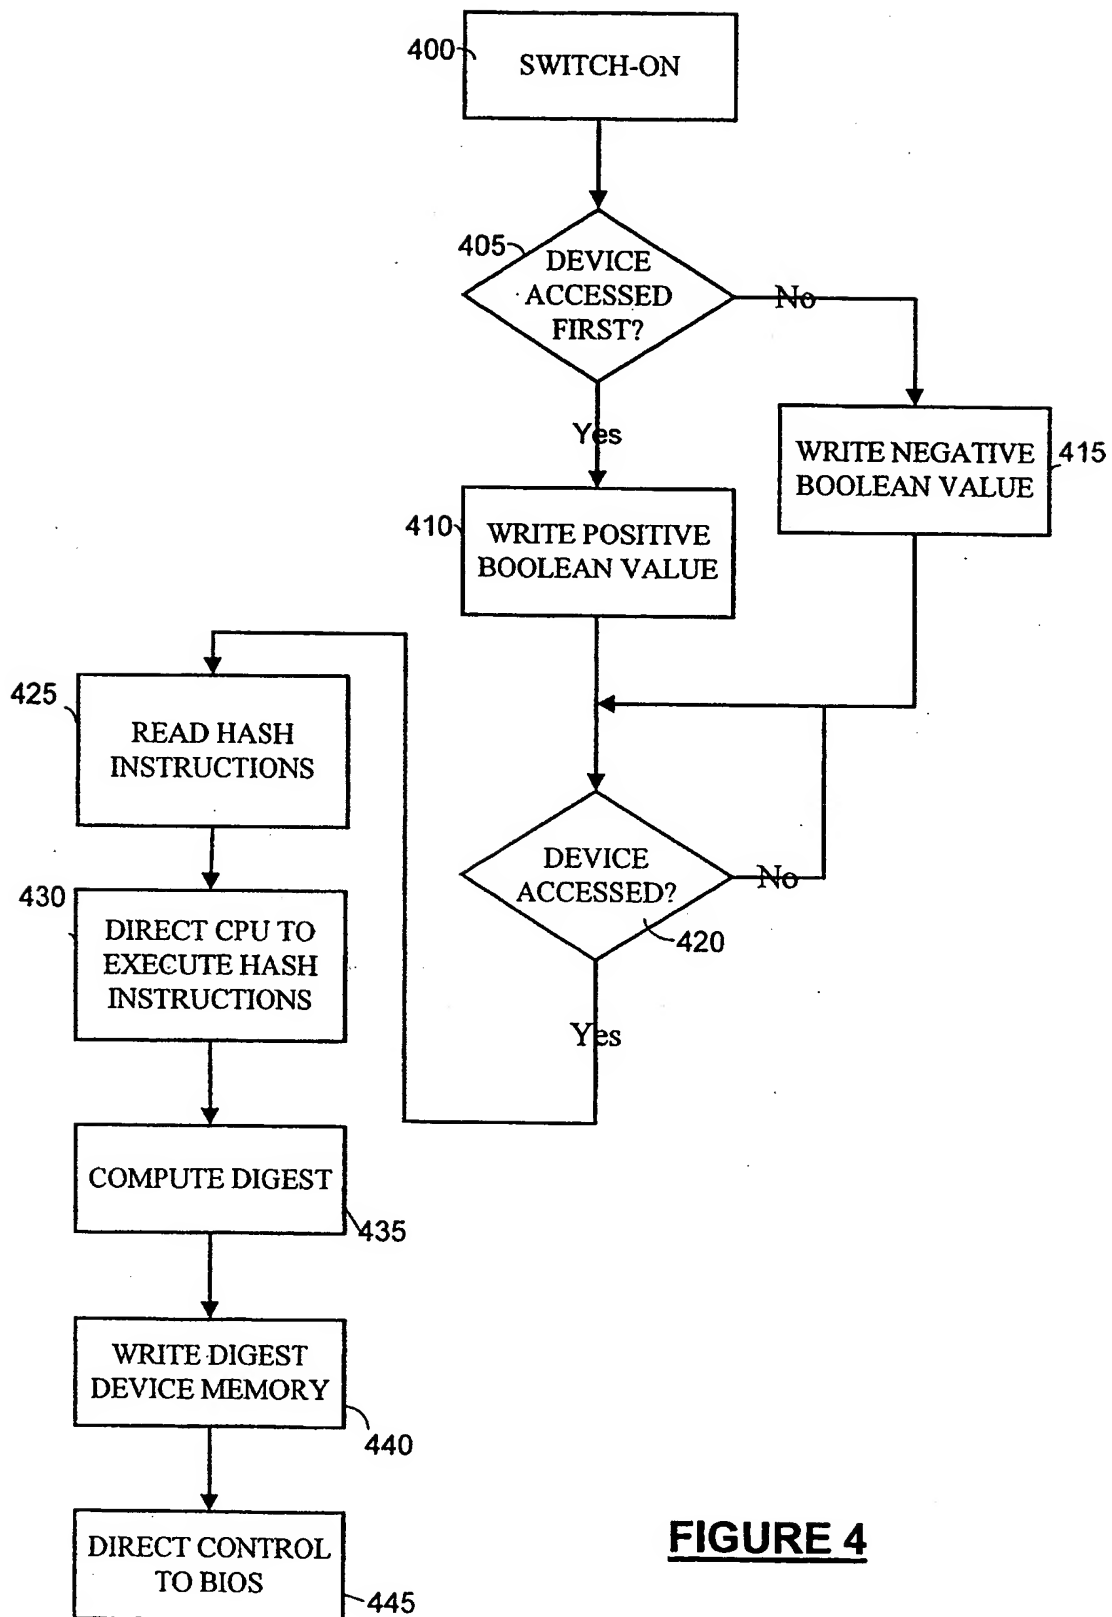 400
SWITCH-ON
405
DEVICE
ACCESSED
FIRST?
No
Yes
WRITE NEGATIVE
BOOLEAN VALUE
415
410
WRITE POSITIVE
BOOLEAN VALUE
DEVICE
ACCESSED?
No
420
Yes
425
READ HASH
INSTRUCTIONS
430
DIRECT CPU TO
EXECUTE HASH
INSTRUCTIONS
COMPUTE DIGEST
435
WRITE DIGEST
DEVICE MEMORY
440
DIRECT CONTROL
TO BIOS
445
FIGURE 4